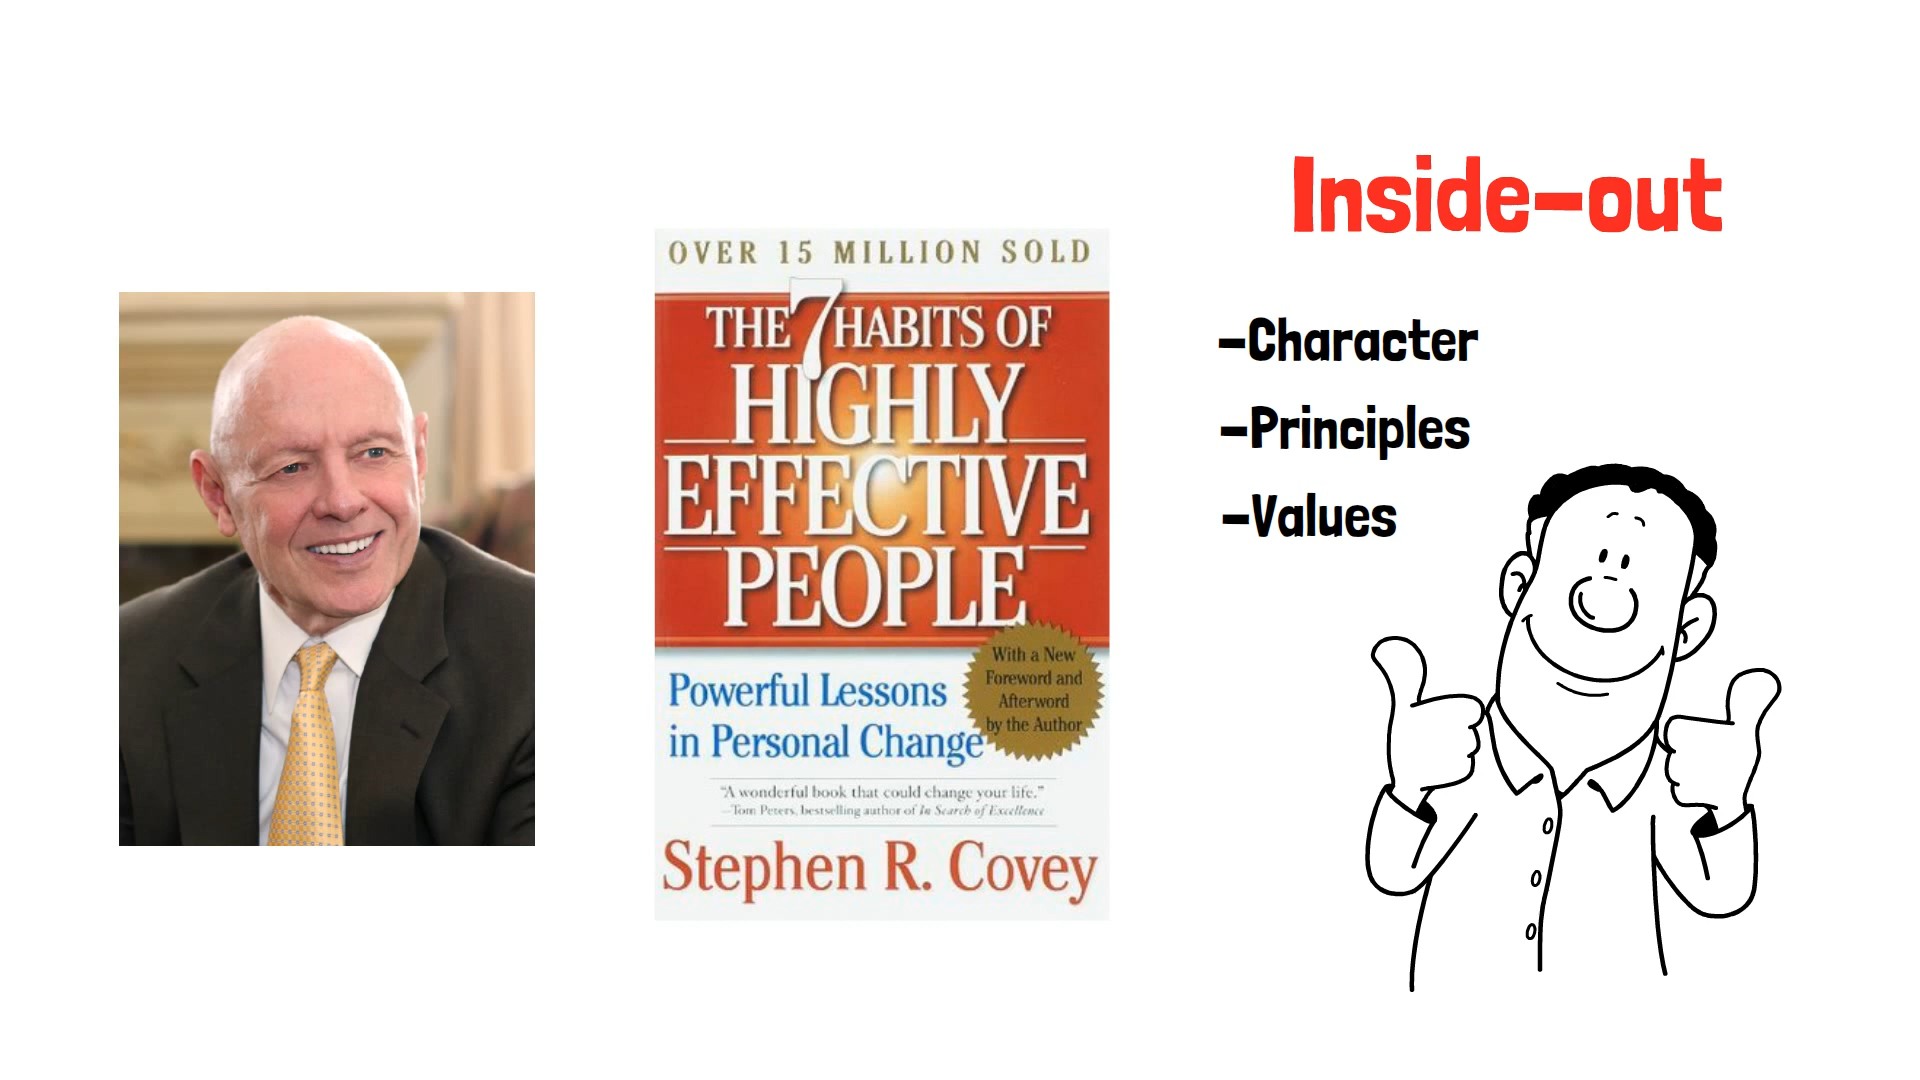 OVER 15 MILLION SOLD
THE 7 HABITS OF
HIGHLY
EFFECTIVE
PEOPLE
With a New
Foreword and
Afterword
by the Author
Powerful Lessons
in Personal Change
"A wonderful book that could change your life."
—Tom Peters, bestselling author of In Search of Excellence
Stephen R. Covey
Inside-out
-Character
-Principles
-Values